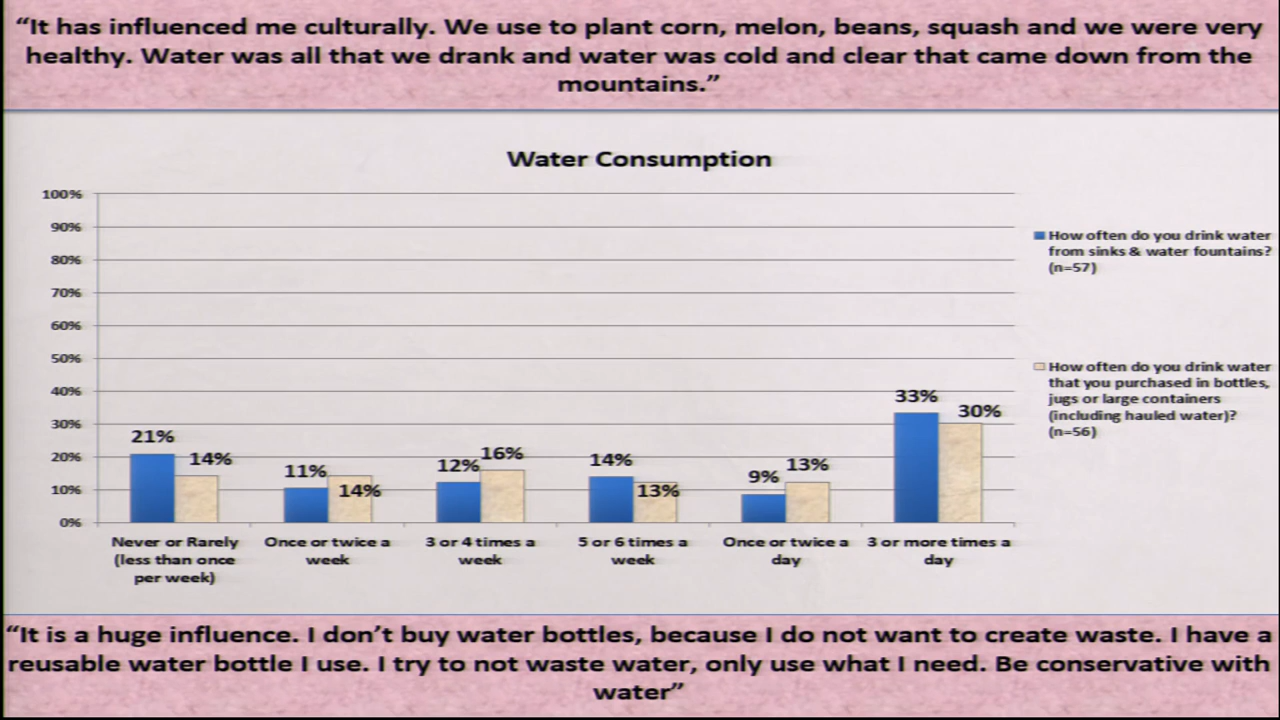 “It has influenced me culturally. We use to plant corn, melon, beans, squash and we were very
healthy. Water was all that we drank and water was cold and clear that came down from the
mountains.”
Water Consumption
100%
90%
80%
70%
60%
50%
40%
30%
20%
10%
0%
21%
14%
11%
14%
12%
16%
14%
13%
9%
13%
33%
30%
Never or Rarely
(less than once
per week)
Once or twice a
week
3 or 4 times a
week
5 or 6 times a
week
Once or twice a
day
3 or more times a
day
How often do you drink water
from sinks & water fountains?
(n=57)
How often do you drink water
that you purchased in bottles,
jugs or large containers
(including hauled water)?
(n=56)
“It is a huge influence. I don’t buy water bottles, because I do not want to create waste. I have a
reusable water bottle I use. I try to not waste water, only use what I need. Be conservative with
water”